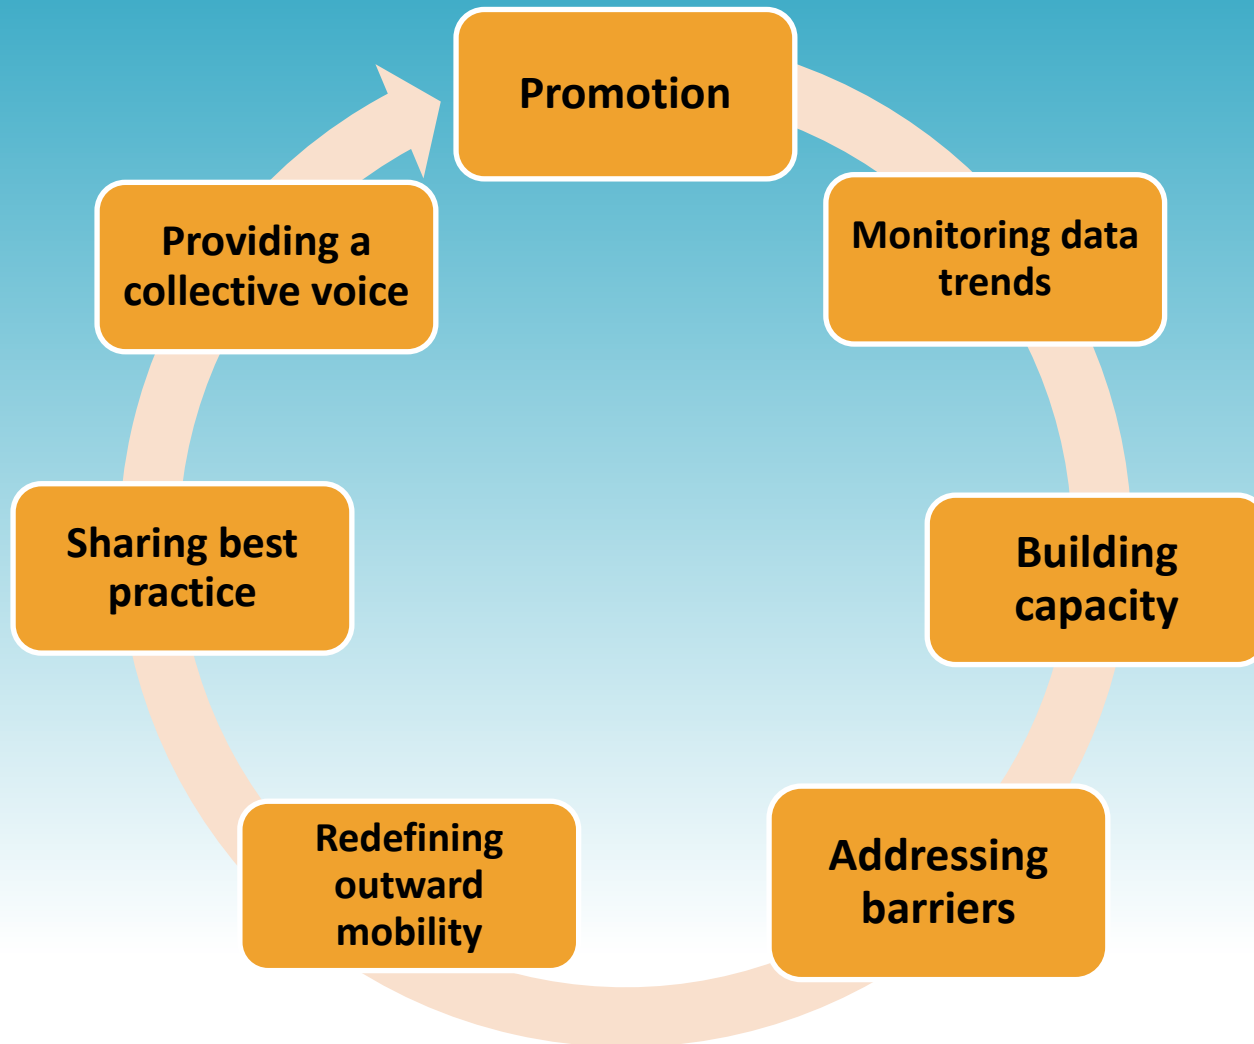 Promotion
Monitoring data
trends
Building
capacity
Addressing
barriers
Redefining
outward
mobility
Sharing best
practice
Providing a
collective voice